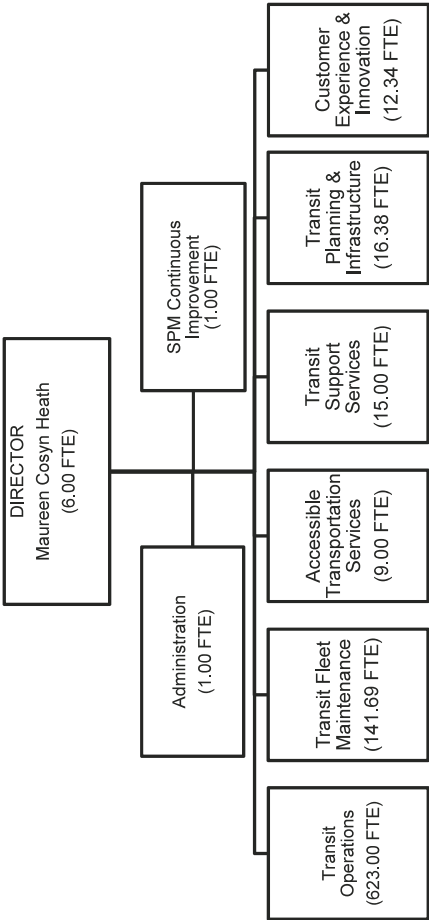 DIRECTOR
Maureen Cosyn Heath
(6.00 FTE)
Administration
(1.00 FTE)
SPM Continuous
Improvement
(1.00 FTE)
Transit
Operations
(623.00 FTE)
Transit Fleet
Maintenance
(141.69 FTE)
Accessible
Transportation
Services
(9.00 FTE)
Transit
Support
Services
(15.00 FTE)
Transit
Planning &
Infrastructure
(16.38 FTE)
Customer
Experience &
Innovation
(12.34 FTE)